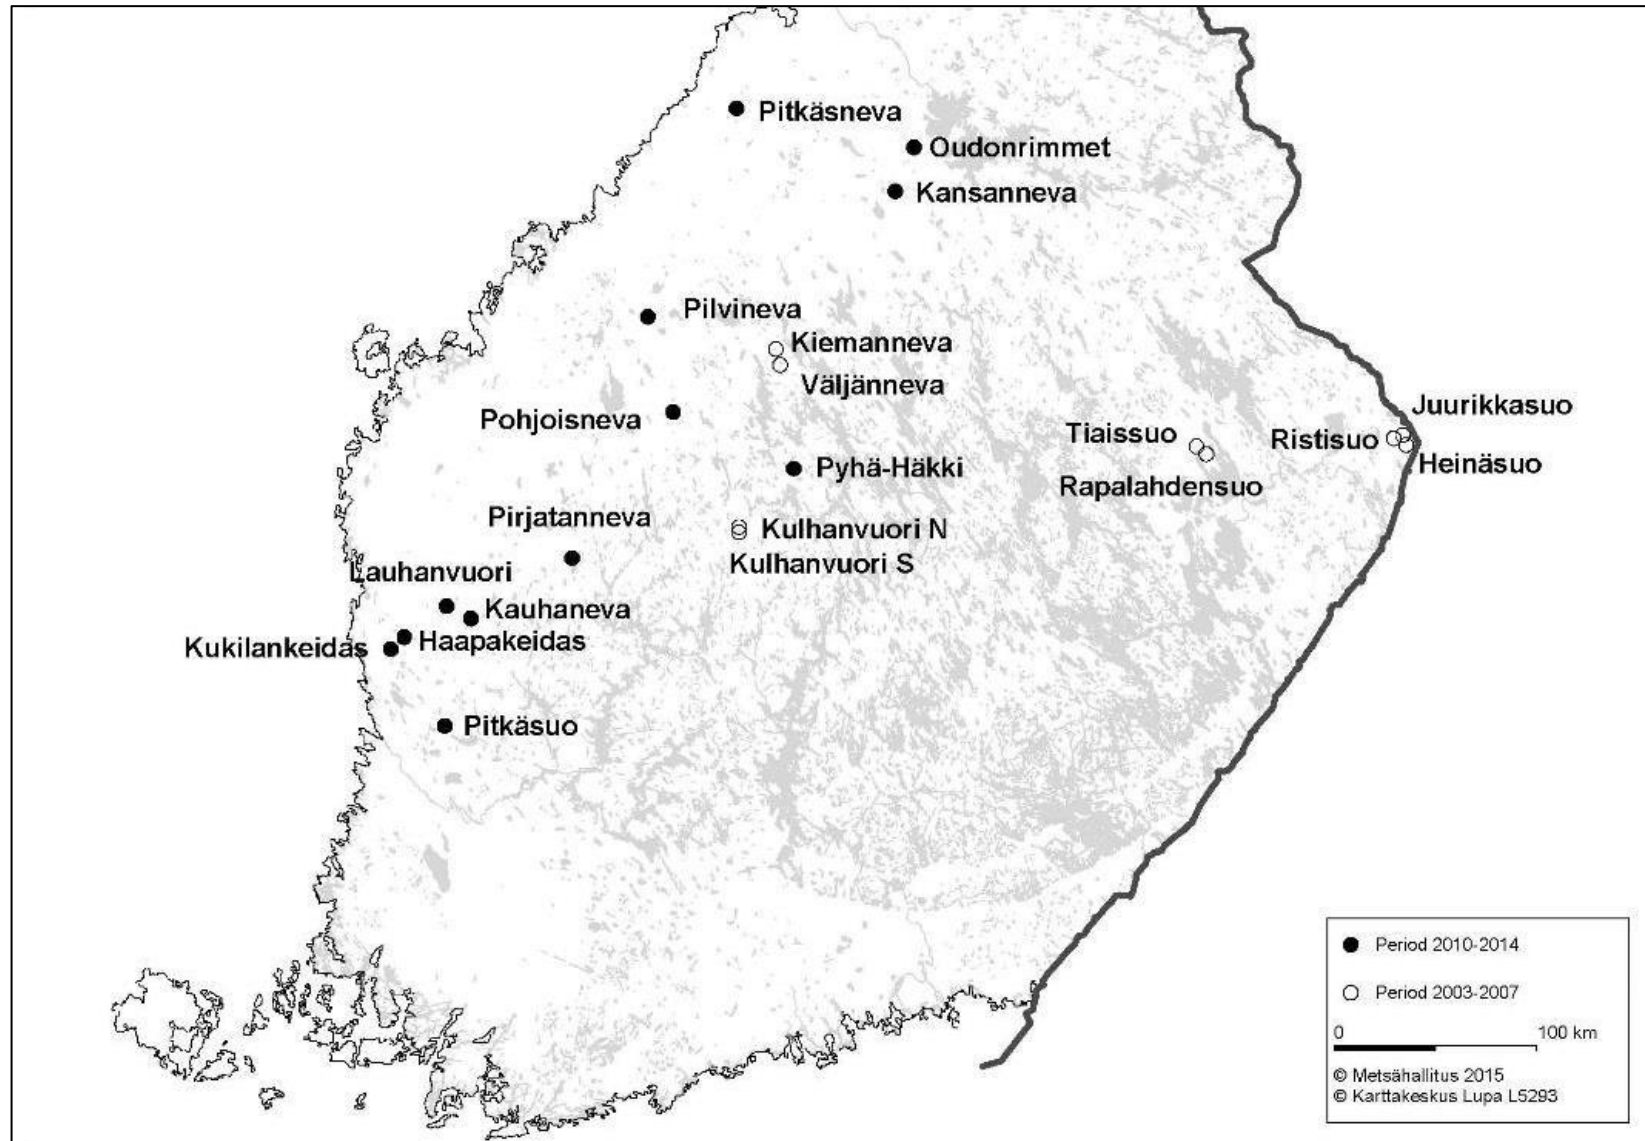 Pitkäsneva
Oudonrimmet
Kansanneva
Pilvineva
Kiemanneva
Väljänneva
Pohjoisneva
Juurikkasuo
Tiaissuo
Ristisuo
Heinäsuo
Pyhä-Häkki
Rapalahdensuo
Pirjatanneva
Kulhanvuori N
Kulhanvuori S
Lauhanvuori
Kauhaneva
Haapakeidas
Kukilankeidas
Pitkäsuo
Period 2010-2014
Period 2003-2007
0 100 km
© Metsähallitus 2015
© Karttakeskus Lupa L5293